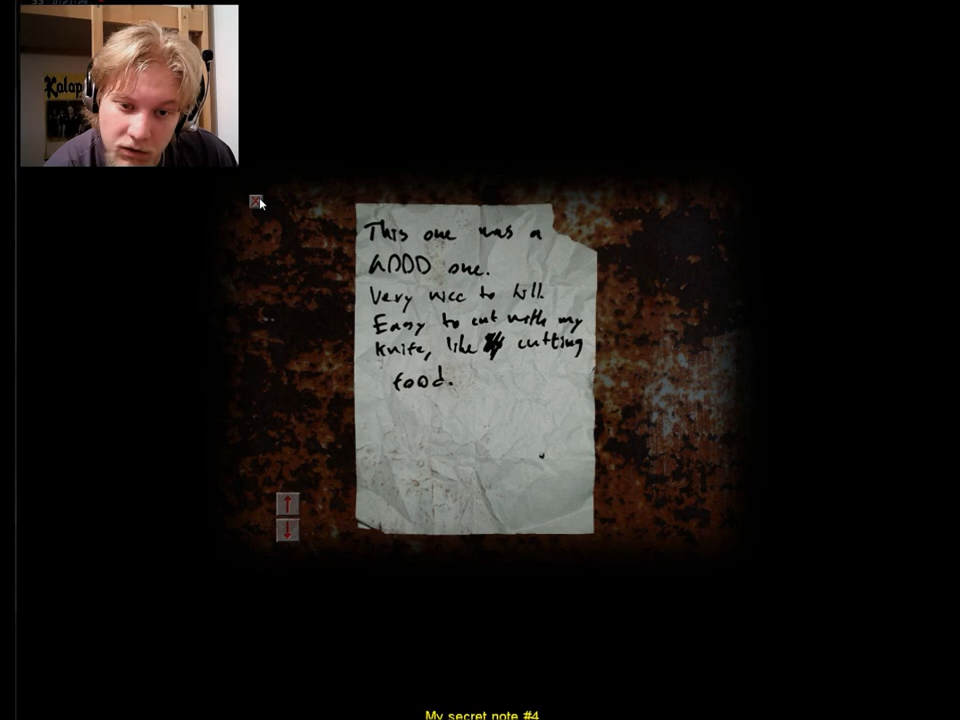 Kalap
This one was a
GOOD one.
Very nice to kill.
Easy to cut with my
knife, like cutting
food.
My secret note #4